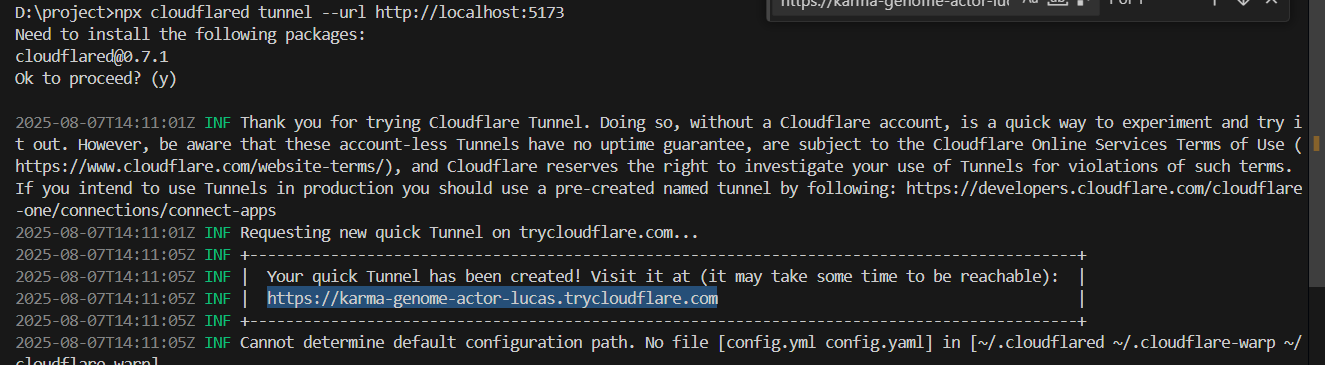 https://karma-genome-actor-luc
D:\project>npx cloudflared tunnel --url http://localhost:5173
Need to install the following packages:
cloudflared@0.7.1
Ok to proceed? (y)
2025-08-07T14:11:01Z INF Thank you for trying Cloudflare Tunnel. Doing so, without a Cloudflare account, is a quick way to experiment and try i
t out. However, be aware that these account-less Tunnels have no uptime guarantee, are subject to the Cloudflare Online Services Terms of Use (
https://www.cloudflare.com/website-terms/), and Cloudflare reserves the right to investigate your use of Tunnels for violations of such terms.
If you intend to use Tunnels in production you should use a pre-created named tunnel by following: https://developers.cloudflare.com/cloudflare
-one/connections/connect-apps
2025-08-07T14:11:01Z INF Requesting new quick Tunnel on trycloudflare.com...
2025-08-07T14:11:05Z INF +--------------------------------------------------------------------------------------------+
2025-08-07T14:11:05Z INF |  Your quick Tunnel has been created! Visit it at (it may take some time to be reachable):  |
2025-08-07T14:11:05Z INF |  https://karma-genome-actor-lucas.trycloudflare.com                                        |
2025-08-07T14:11:05Z INF +--------------------------------------------------------------------------------------------+
2025-08-07T14:11:05Z INF Cannot determine default configuration path. No file [config.yml config.yaml] in [~/.cloudflared ~/.cloudflare-warp ~/
cloudflare-warp]